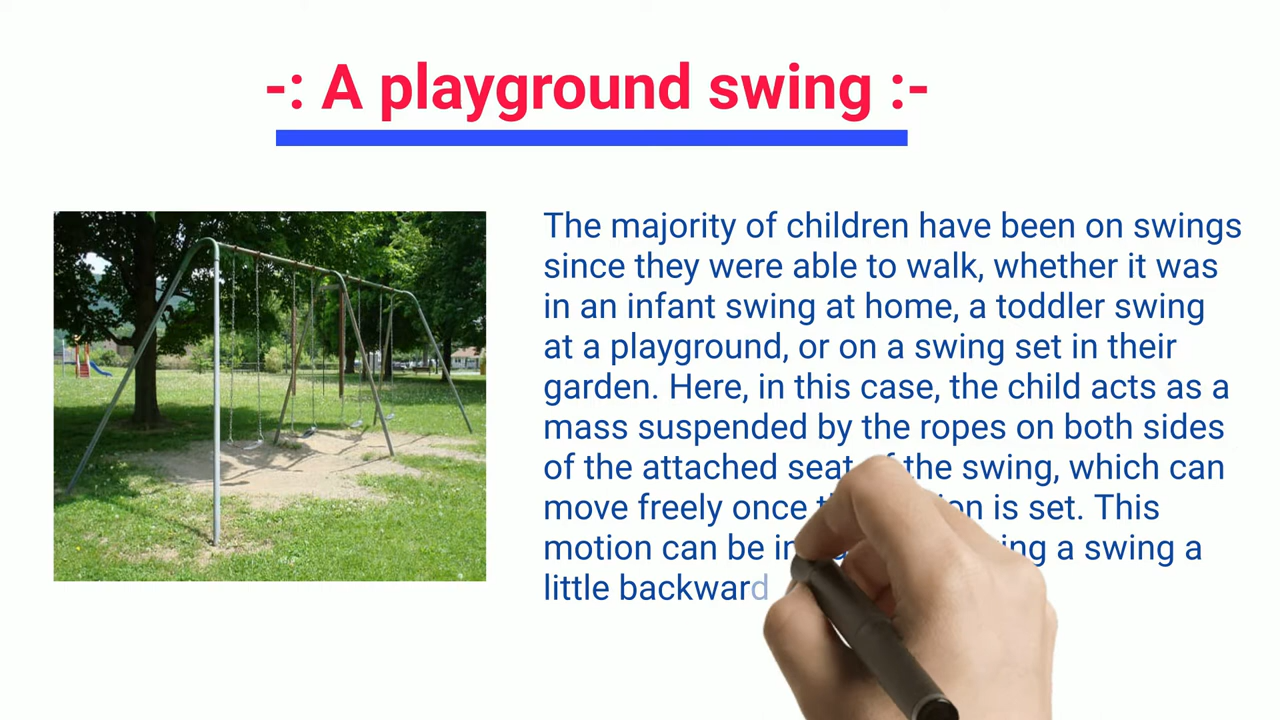 -: A playground swing :-
The majority of children have been on swings
since they were able to walk, whether it was
in an infant swing at home, a toddler swing
at a playground, or on a swing set in their
garden. Here, in this case, the child acts as a
mass suspended by the ropes on both sides
of the attached seat the swing, which can
move freely once is set. This
motion can be a swing a
little backward